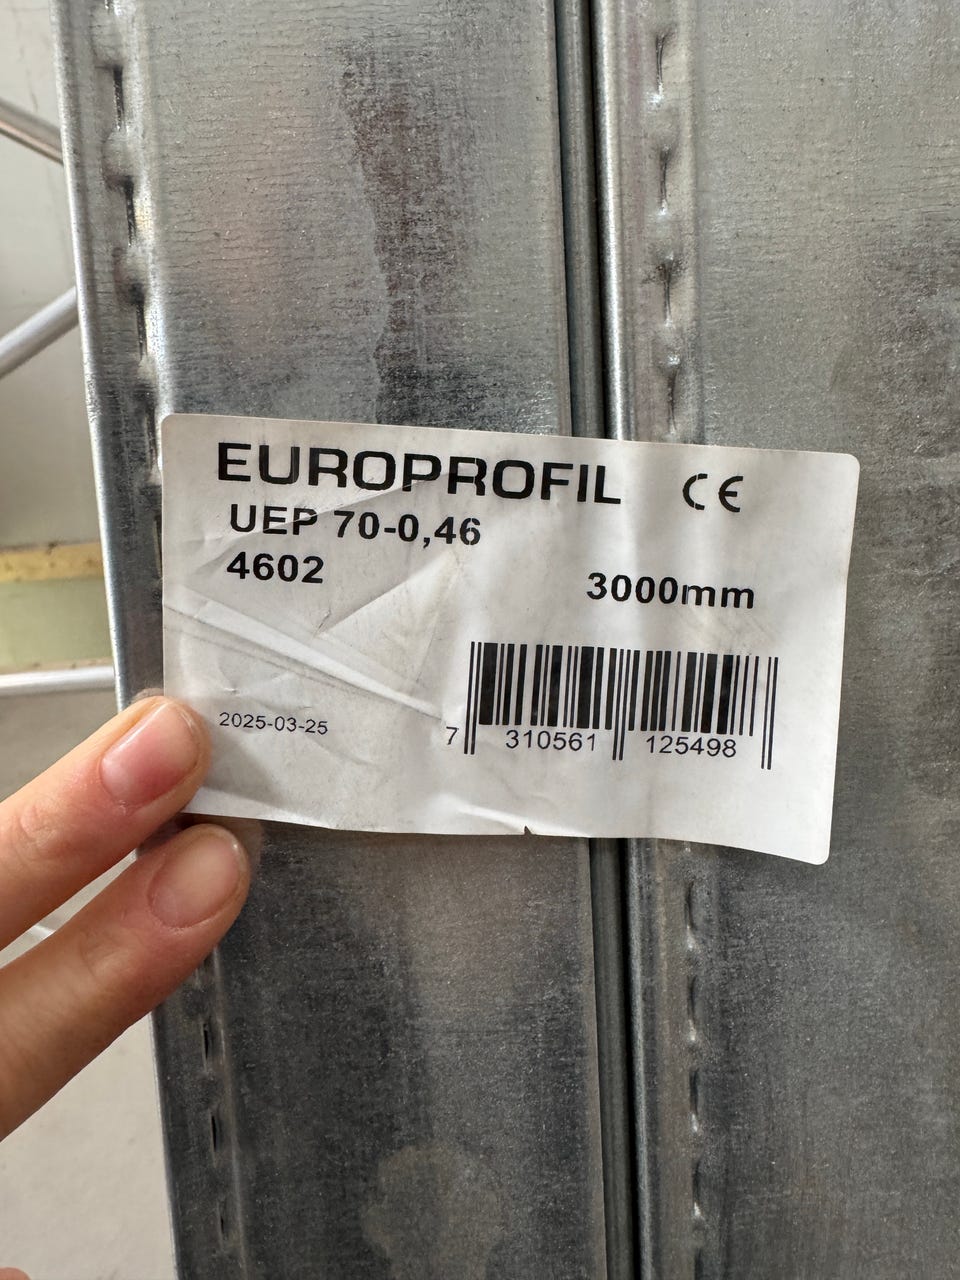 EUROPROFIL CE
UEP 70-0,46
4602
3000mm
2025-03-25
7 310561 125498